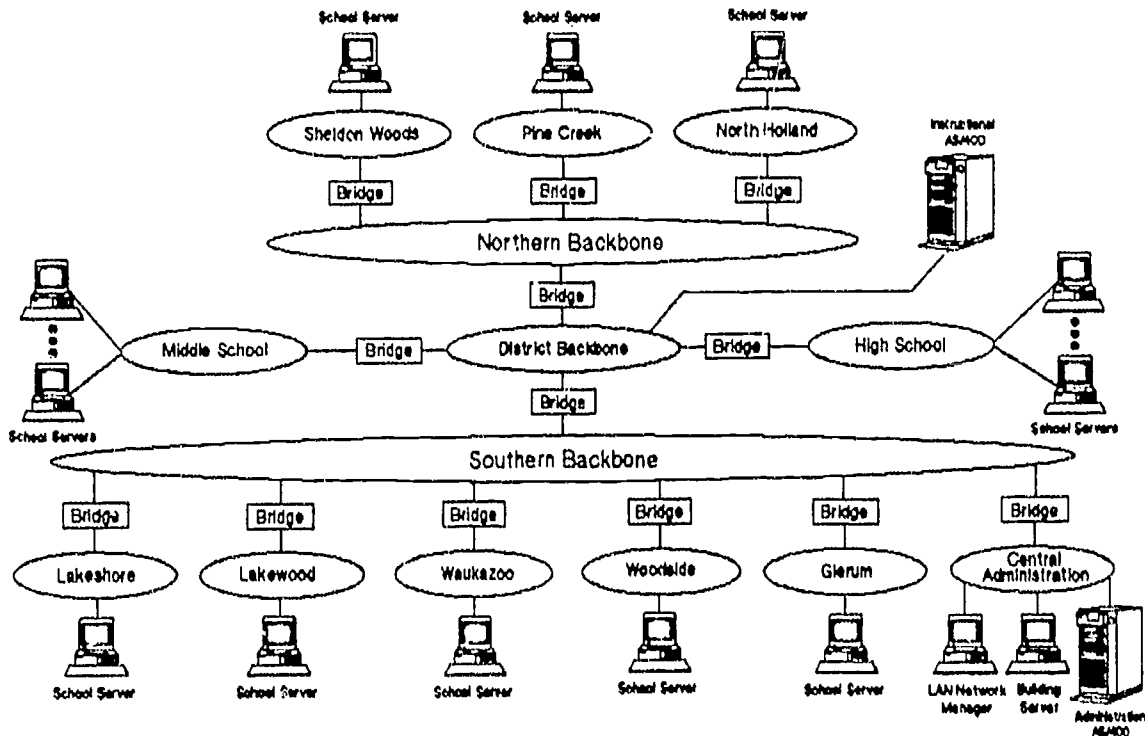 School Server
School Server
School Server
Sheldon Woods
Pine Creek
North Holland
Instructional
AS/400
Bridge
Bridge
Bridge
Northern Backbone
Bridge
Middle School
Bridge
District Backbone
Bridge
High School
School Servers
Bridge
School Servers
Southern Backbone
Bridge
Bridge
Bridge
Bridge
Bridge
Bridge
Lakeshore
Lakewood
Waukazoo
Woodside
Glerum
Central
Administration
School Server
School Server
School Server
School Server
School Server
LAN Network
Manager
Building
Server
Administration
AS/400